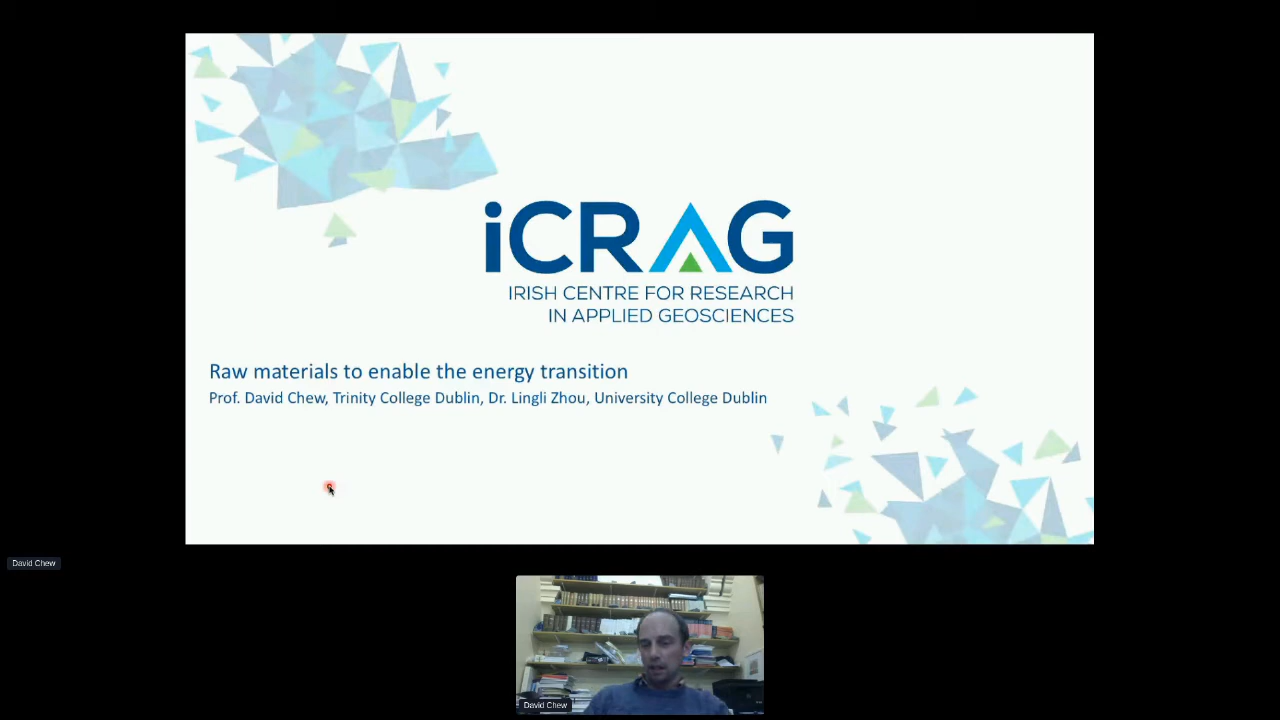 iCRAG
IRISH CENTRE FOR RESEARCH
IN APPLIED GEOSCIENCES
Raw materials to enable the energy transition
Prof. David Chew, Trinity College Dublin, Dr. Lingli Zhou, University College Dublin
David Chew
David Chew